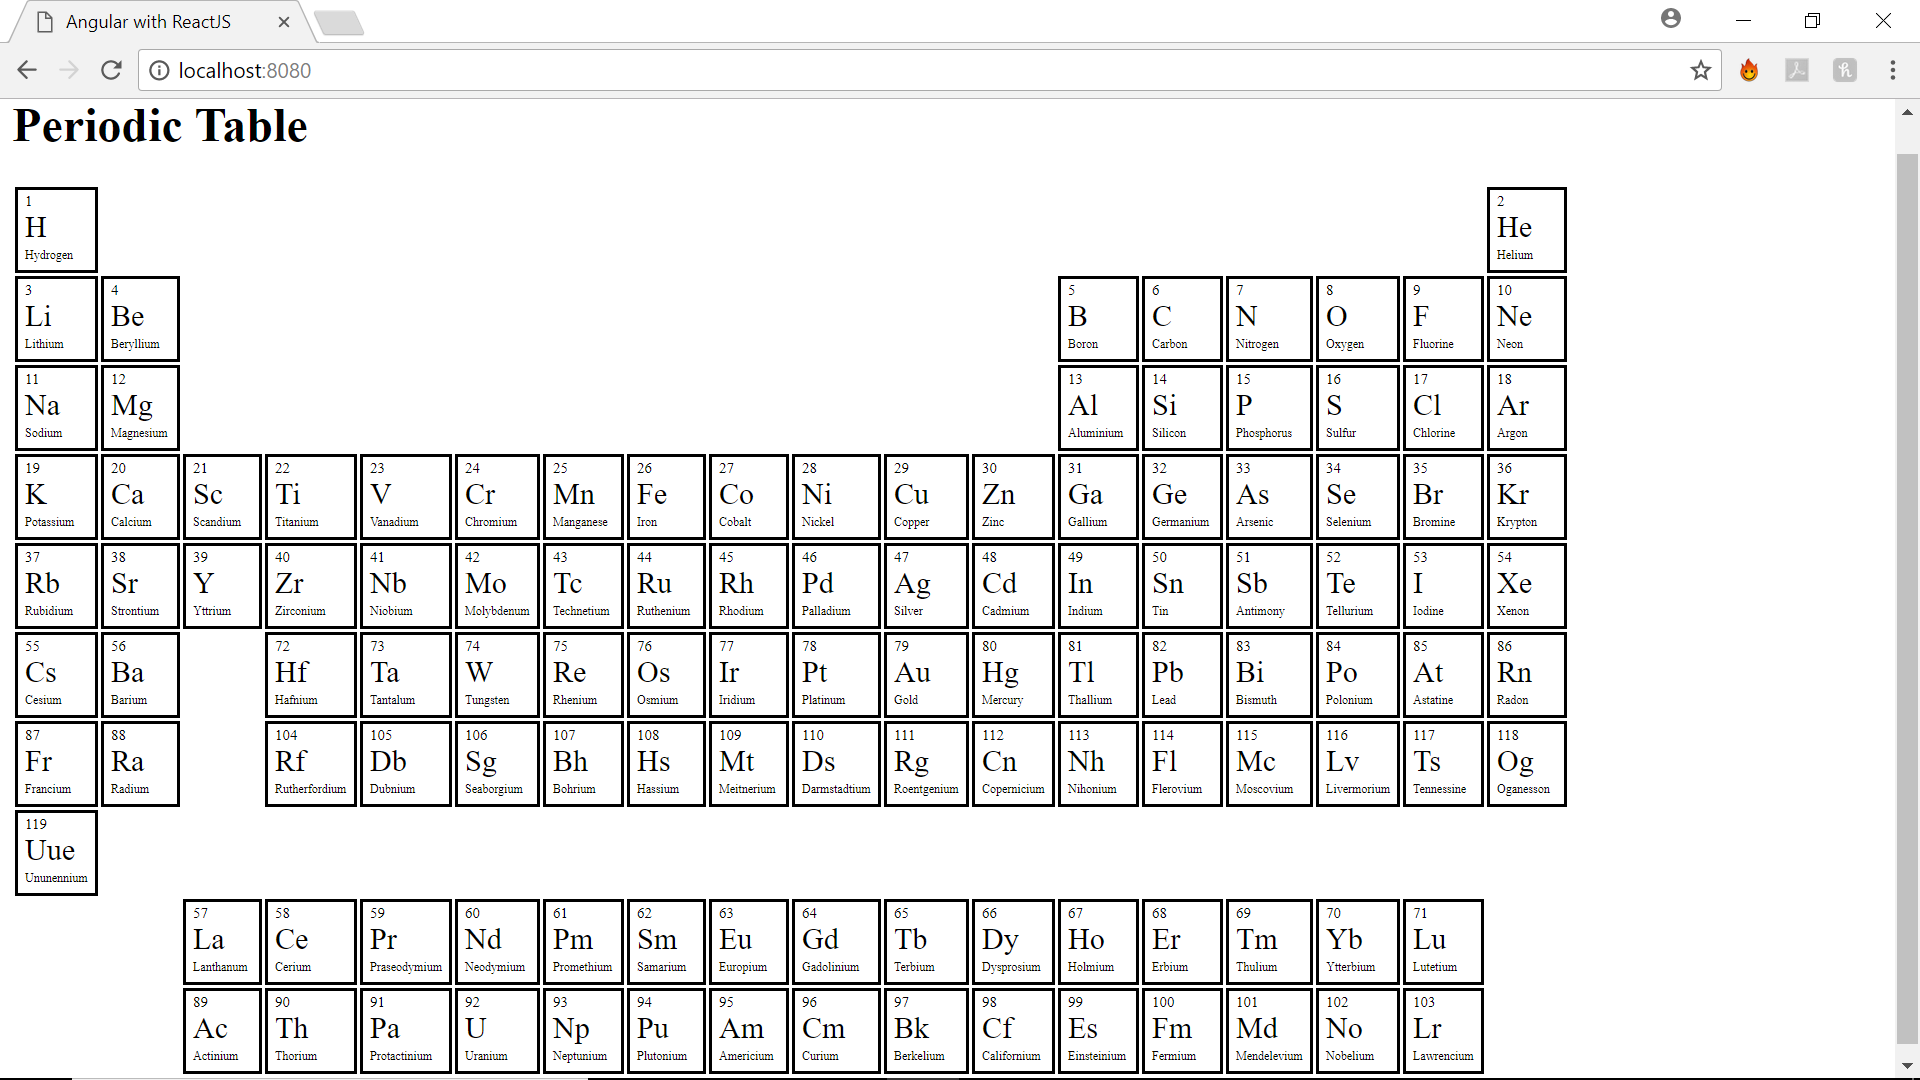 Angular with ReactJS
localhost:8080
Periodic Table
1 2
H He
Hydrogen Helium
3 4 5 6 7 8 9 10
Li Be B C N O F Ne
Lithium Beryllium Boron Carbon Nitrogen Oxygen Fluorine Neon
11 12 13 14 15 16 17 18
Na Mg Al Si P S Cl Ar
Sodium Magnesium Aluminium Silicon Phosphorus Sulfur Chlorine Argon
19 20 21 22 23 24 25 26 27 28 29 30 31 32 33 34 35 36
K Ca Sc Ti V Cr Mn Fe Co Ni Cu Zn Ga Ge As Se Br Kr
Potassium Calcium Scandium Titanium Vanadium Chromium Manganese Iron Cobalt Nickel Copper Zinc Gallium Germanium Arsenic Selenium Bromine Krypton
37 38 39 40 41 42 43 44 45 46 47 48 49 50 51 52 53 54
Rb Sr Y Zr Nb Mo Tc Ru Rh Pd Ag Cd In Sn Sb Te I Xe
Rubidium Strontium Yttrium Zirconium Niobium Molybdenum Technetium Ruthenium Rhodium Palladium Silver Cadmium Indium Tin Antimony Tellurium Iodine Xenon
55 56 72 73 74 75 76 77 78 79 80 81 82 83 84 85 86
Cs Ba Hf Ta W Re Os Ir Pt Au Hg Tl Pb Bi Po At Rn
Cesium Barium Hafnium Tantalum Tungsten Rhenium Osmium Iridium Platinum Gold Mercury Thallium Lead Bismuth Polonium Astatine Radon
87 88 104 105 106 107 108 109 110 111 112 113 114 115 116 117 118
Fr Ra Rf Db Sg Bh Hs Mt Ds Rg Cn Nh Fl Mc Lv Ts Og
Francium Radium Rutherfordium Dubnium Seaborgium Bohrium Hassium Meitnerium Darmstadtium Roentgenium Copernicium Nihonium Flerovium Moscovium Livermorium Tennessine Oganesson
119
Uue
Ununennium
57 58 59 60 61 62 63 64 65 66 67 68 69 70 71
La Ce Pr Nd Pm Sm Eu Gd Tb Dy Ho Er Tm Yb Lu
Lanthanum Cerium Praseodymium Neodymium Promethium Samarium Europium Gadolinium Terbium Dysprosium Holmium Erbium Thulium Ytterbium Lutetium
89 90 91 92 93 94 95 96 97 98 99 100 101 102 103
Ac Th Pa U Np Pu Am Cm Bk Cf Es Fm Md No Lr
Actinium Thorium Protactinium Uranium Neptunium Plutonium Americium Curium Berkelium Californium Einsteinium Fermium Mendelevium Nobelium Lawrencium